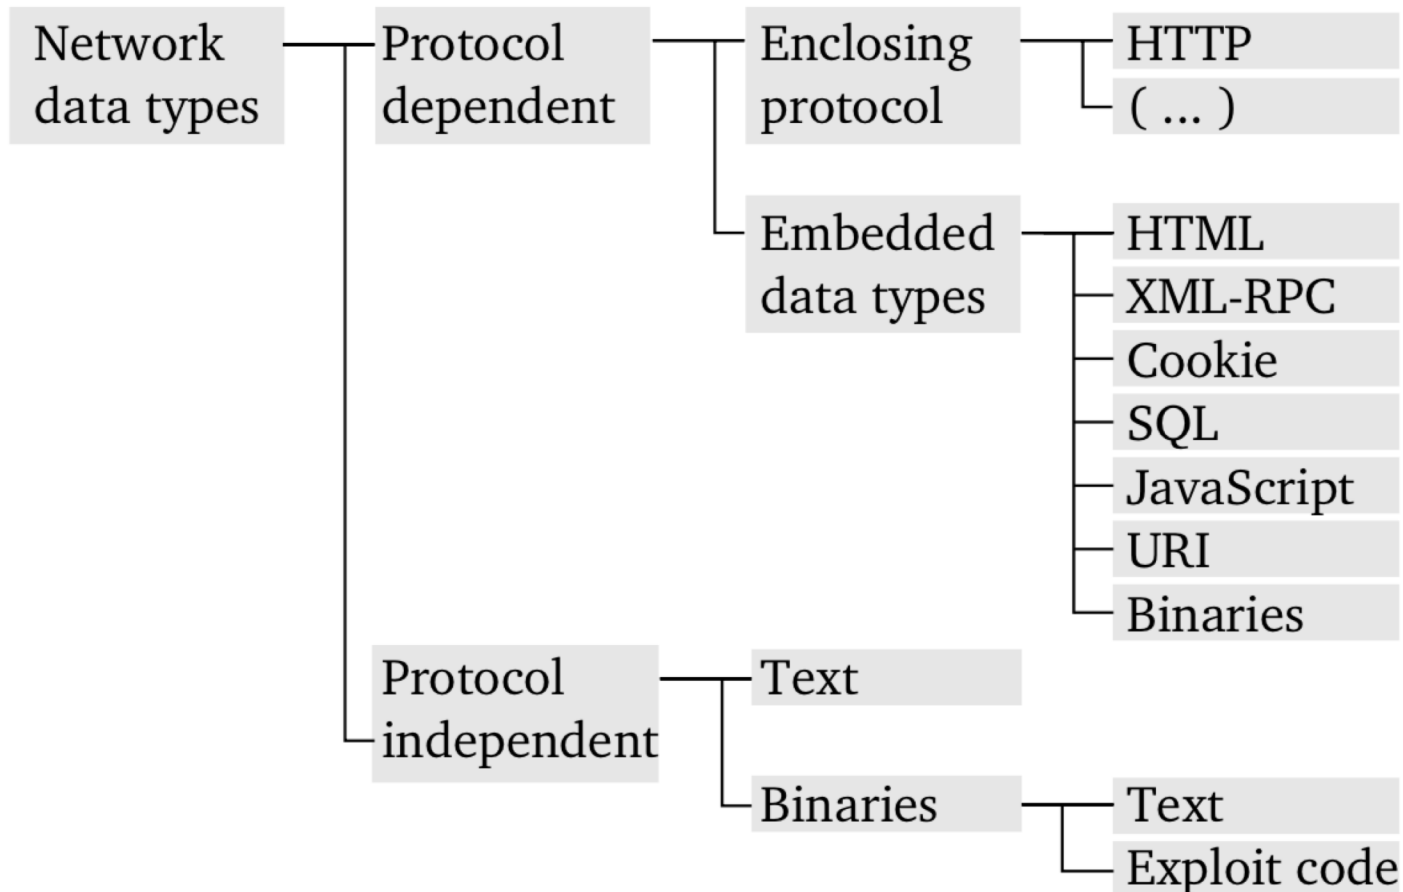 Network
data types
Protocol
dependent
Enclosing
protocol
HTTP
( ... )
Embedded
data types
HTML
XML-RPC
Cookie
SQL
JavaScript
URI
Binaries
Protocol
independent
Text
Binaries
Text
Exploit code